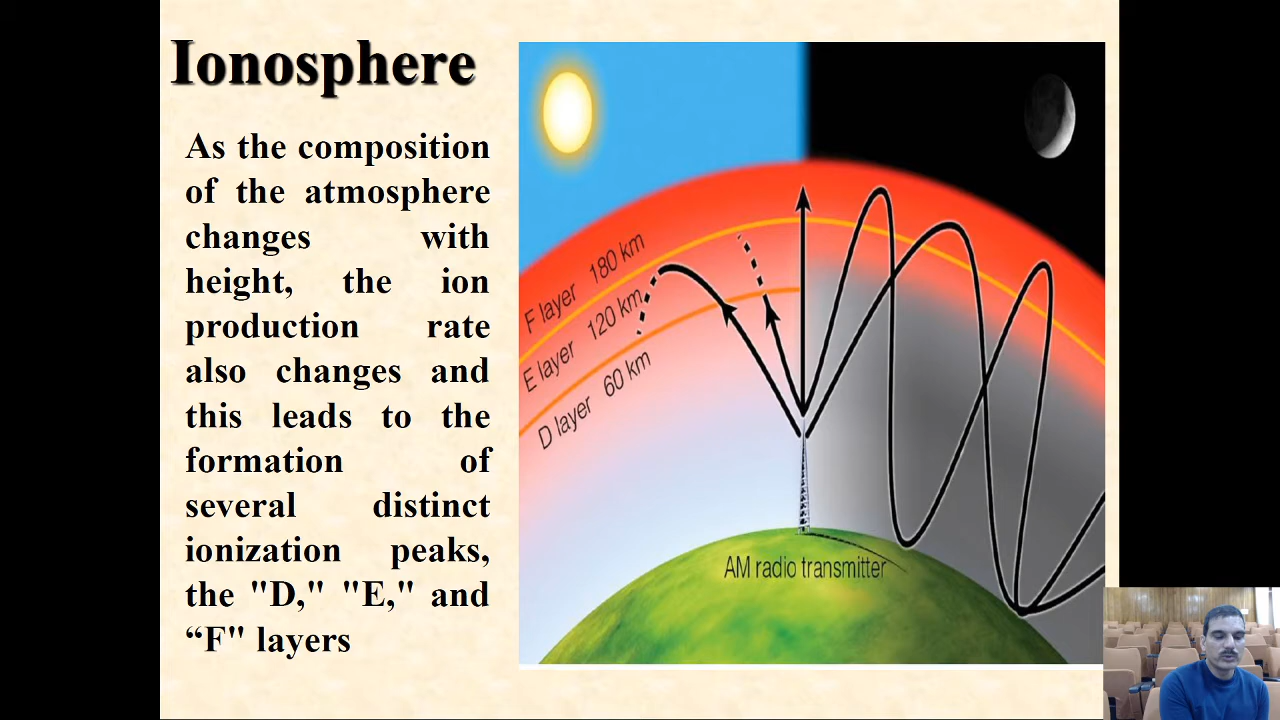 Ionosphere
As the composition
of the atmosphere
changes with
height, the ion
production rate
also changes and
this leads to the
formation of
several distinct
ionization peaks,
the "D," "E," and
“F" layers
F layer 180 km
E layer 120 km
D layer 60 km
AM radio transmitter